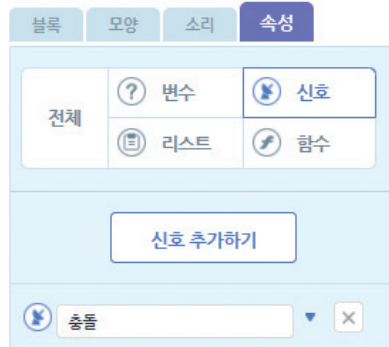 블록 모양 소리 속성
전체
변수 신호
리스트 함수
신호 추가하기
충돌